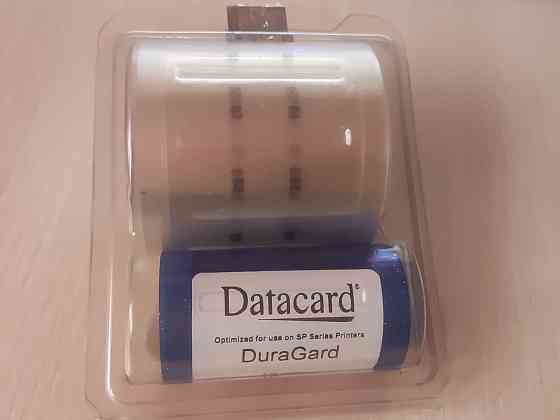 Datacard®
Optimized for use on SP Series Printers
DuraGard